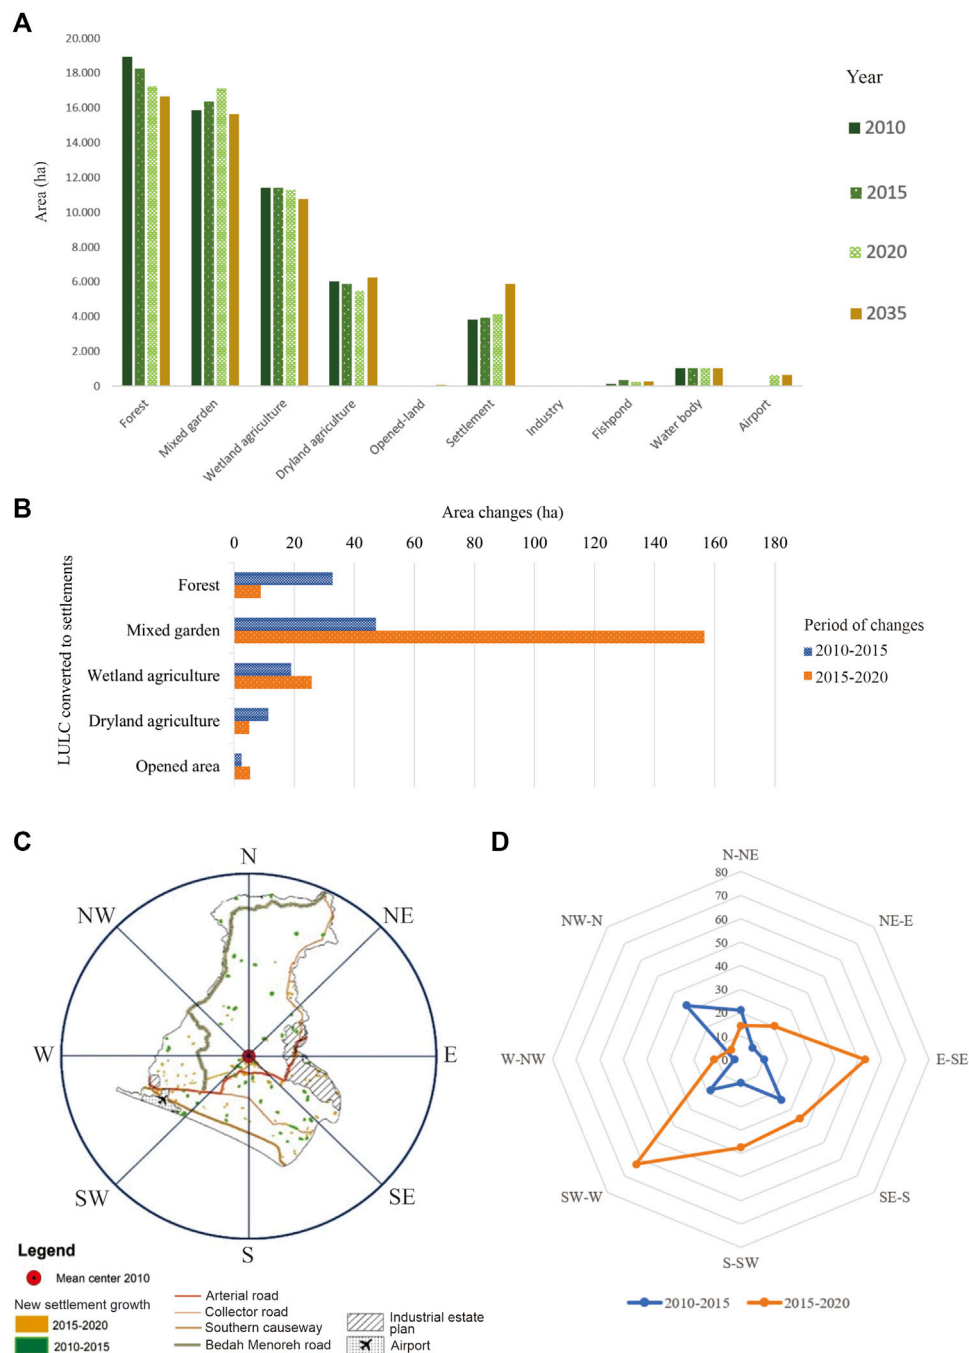 A
20.000
18.000
16.000
14.000
12.000
10.000
8.000
6.000
4.000
2.000
0
Area (ha)
Forest
Mixed garden
Wetland agriculture
Dryland agriculture
Opened-land
Settlement
Industry
Fishpond
Water body
Airport
Year
2010
2015
2020
2035
B
Area changes (ha)
0 20 40 60 80 100 120 140 160 180
LULC converted to settlements
Forest
Mixed garden
Wetland agriculture
Dryland agriculture
Opened area
Period of changes
2010-2015
2015-2020
C
N
NW
NE
W
E
SW
SE
S
Legend
Mean center 2010
New settlement growth
2015-2020
2010-2015
Arterial road
Collector road
Southern causeway
Bedah Menoreh road
Industrial estate
plan
Airport
D
N-NE
80
70
60
50
40
30
20
10
0
NW-N
NE-E
W-NW
E-SE
SW-W
SE-S
S-SW
2010-2015
2015-2020